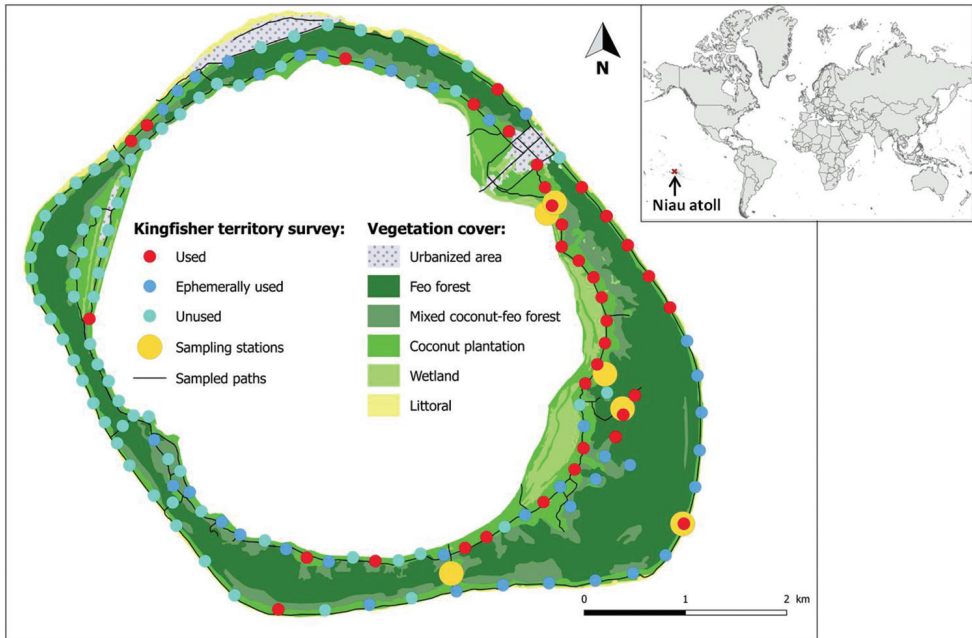 N
Niau atoll
Kingfisher territory survey:
Used
Ephemerally used
Unused
Sampling stations
Sampled paths
Vegetation cover:
Urbanized area
Feo forest
Mixed coconut-feo forest
Coconut plantation
Wetland
Littoral
0 1 2 km